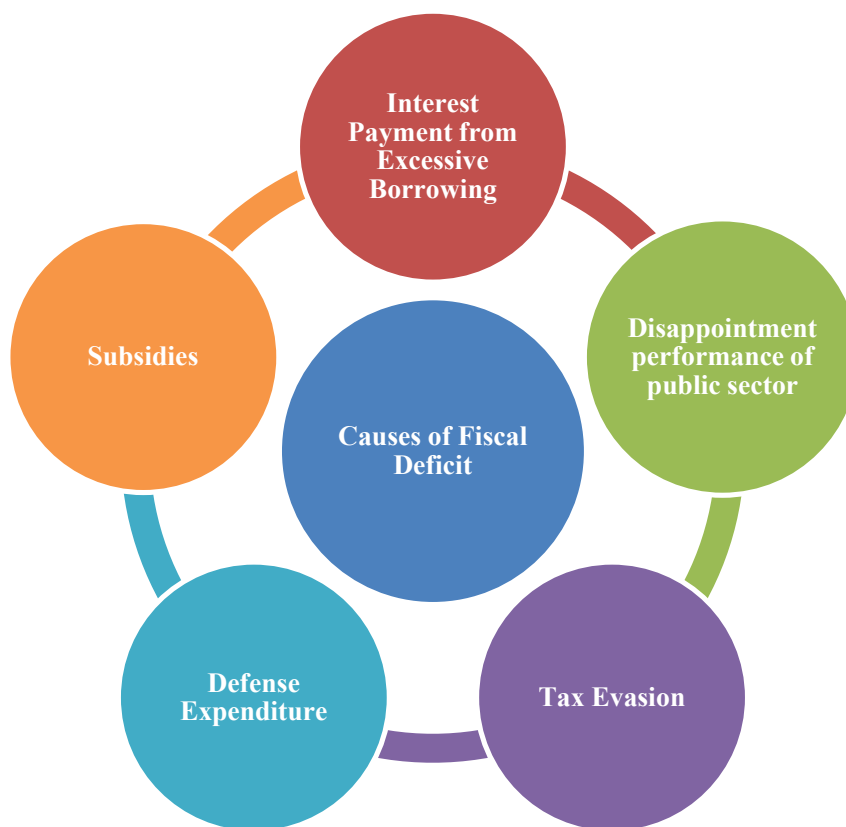 Interest
Payment from
Excessive
Borrowing
Disappointment
performance of
public sector
Subsidies
Causes of Fiscal
Deficit
Defense
Expenditure
Tax Evasion